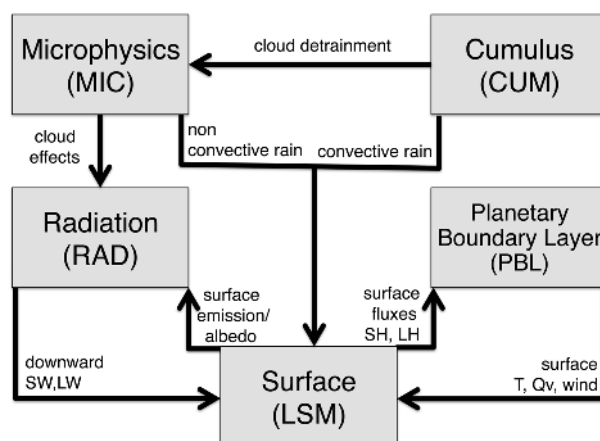 Microphysics
(MIC)
cloud detrainment
Cumulus
(CUM)
cloud
effects
non
convective rain
convective rain
Radiation
(RAD)
Planetary
Boundary Layer
(PBL)
surface
emission/
albedo
surface
fluxes
SH, LH
downward
SW,LW
Surface
(LSM)
surface
T, Qv, wind